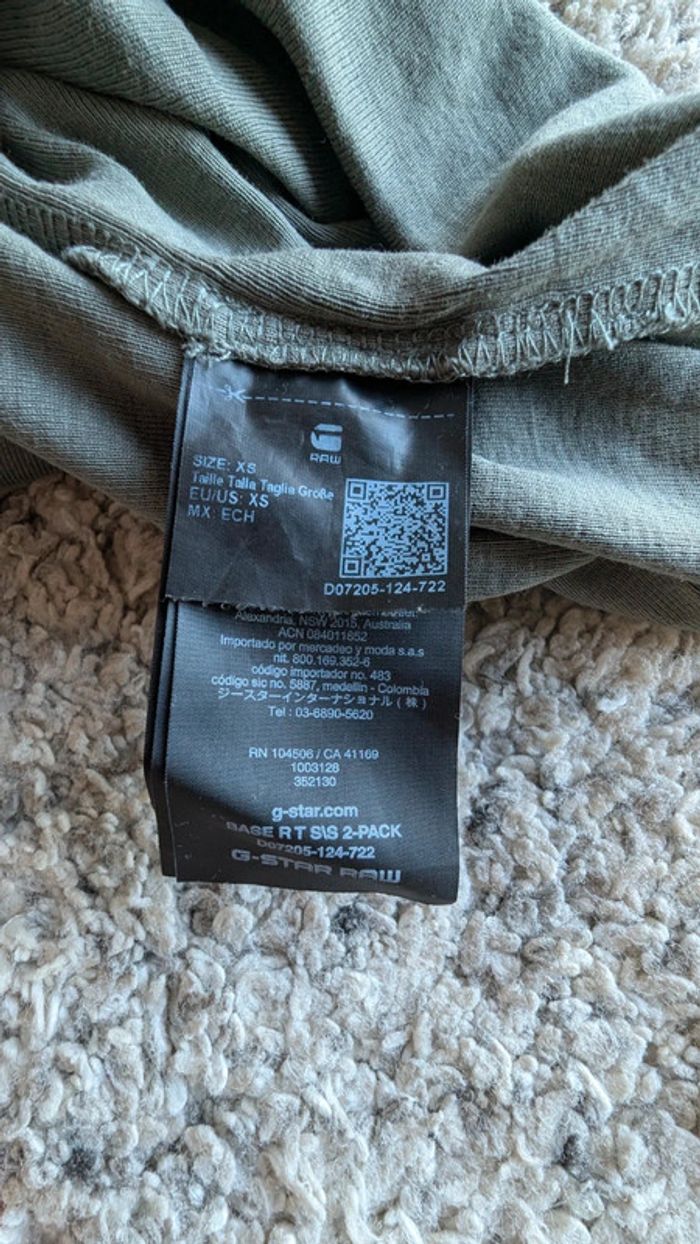 RAW
SIZE: XS
Taille Talla Taglia Größe
EU/US: XS
MX: ECH
D07205-124-722
Alexandria, NSW 2015, Australia
ACN 084011652
Importado por mercadeo y moda s.a.s
nit. 800.169.352-6
código importador no. 483
código sic no. 5887, medellin - Colombia
ジースターインターナショナル（株）
Tel : 03-6890-5620
RN 104506 / CA 41169
1003128
352130
g-star.com
BASE R T S\S 2-PACK
D07205-124-722
G-STAR RAW